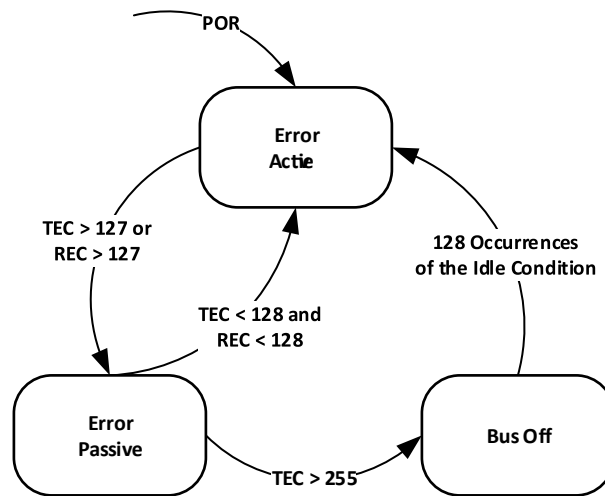 POR
Error
Actie
TEC > 127 or
REC > 127
128 Occurrences
of the Idle Condition
TEC < 128 and
REC < 128
Error
Passive
Bus Off
TEC > 255